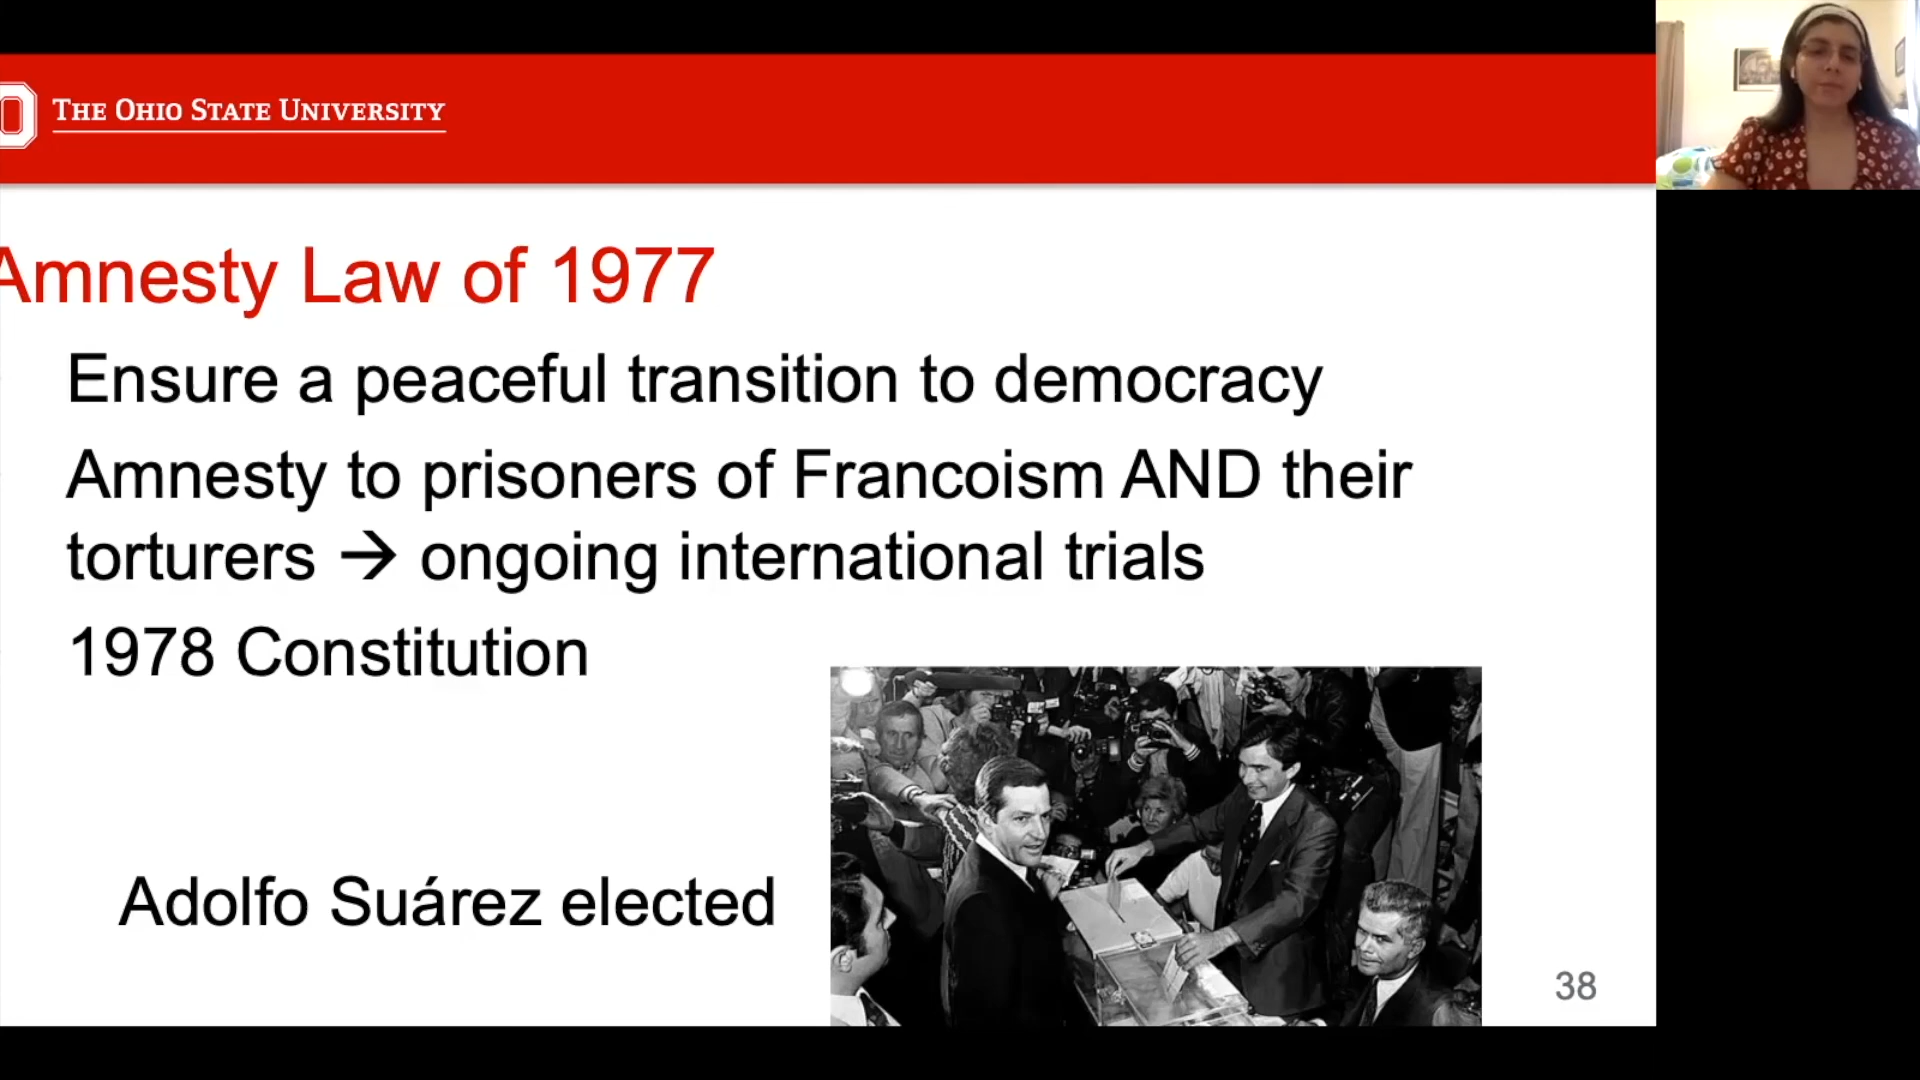 THE OHIO STATE UNIVERSITY
Amnesty Law of 1977
Ensure a peaceful transition to democracy
Amnesty to prisoners of Francoism AND their
torturers → ongoing international trials
1978 Constitution
Adolfo Suárez elected
38